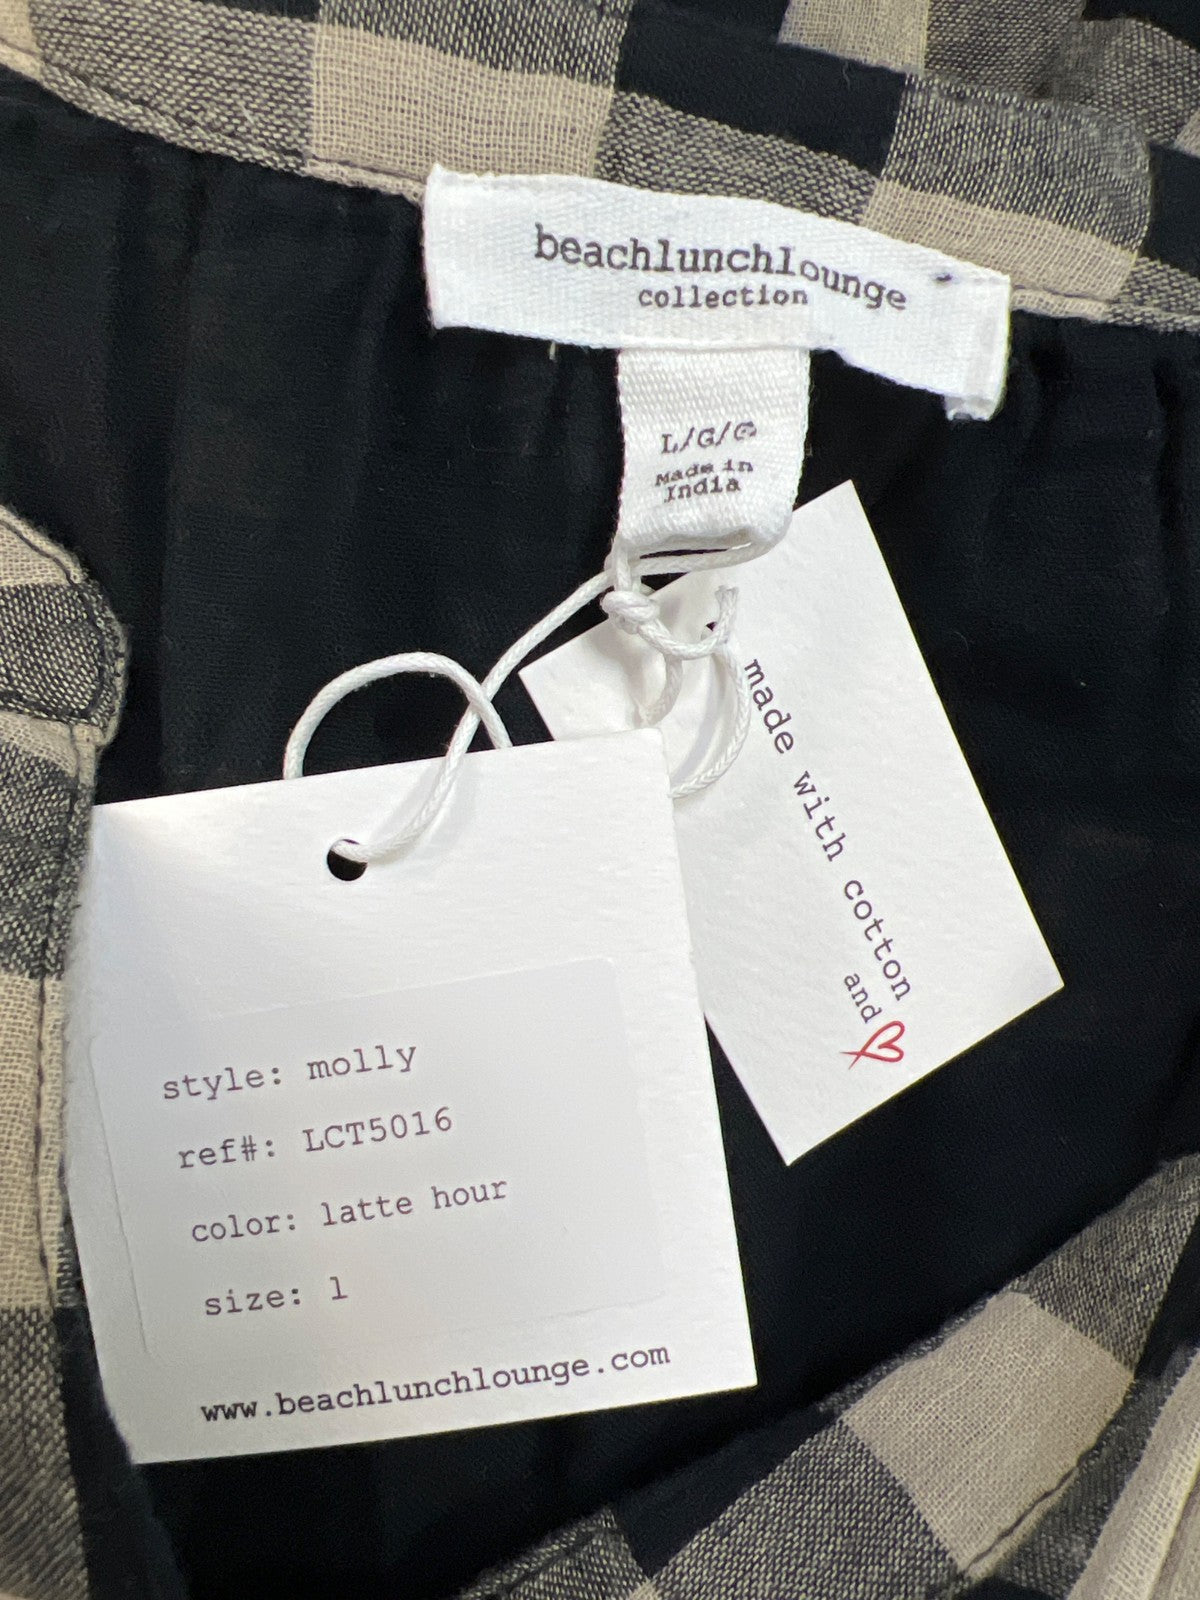 beachlunchlounge
collection
L/G/G
Made in
India
made with cotton
and
style: molly
ref#: LCT5016
color: latte hour
size: l
www.beachlunchlounge.com